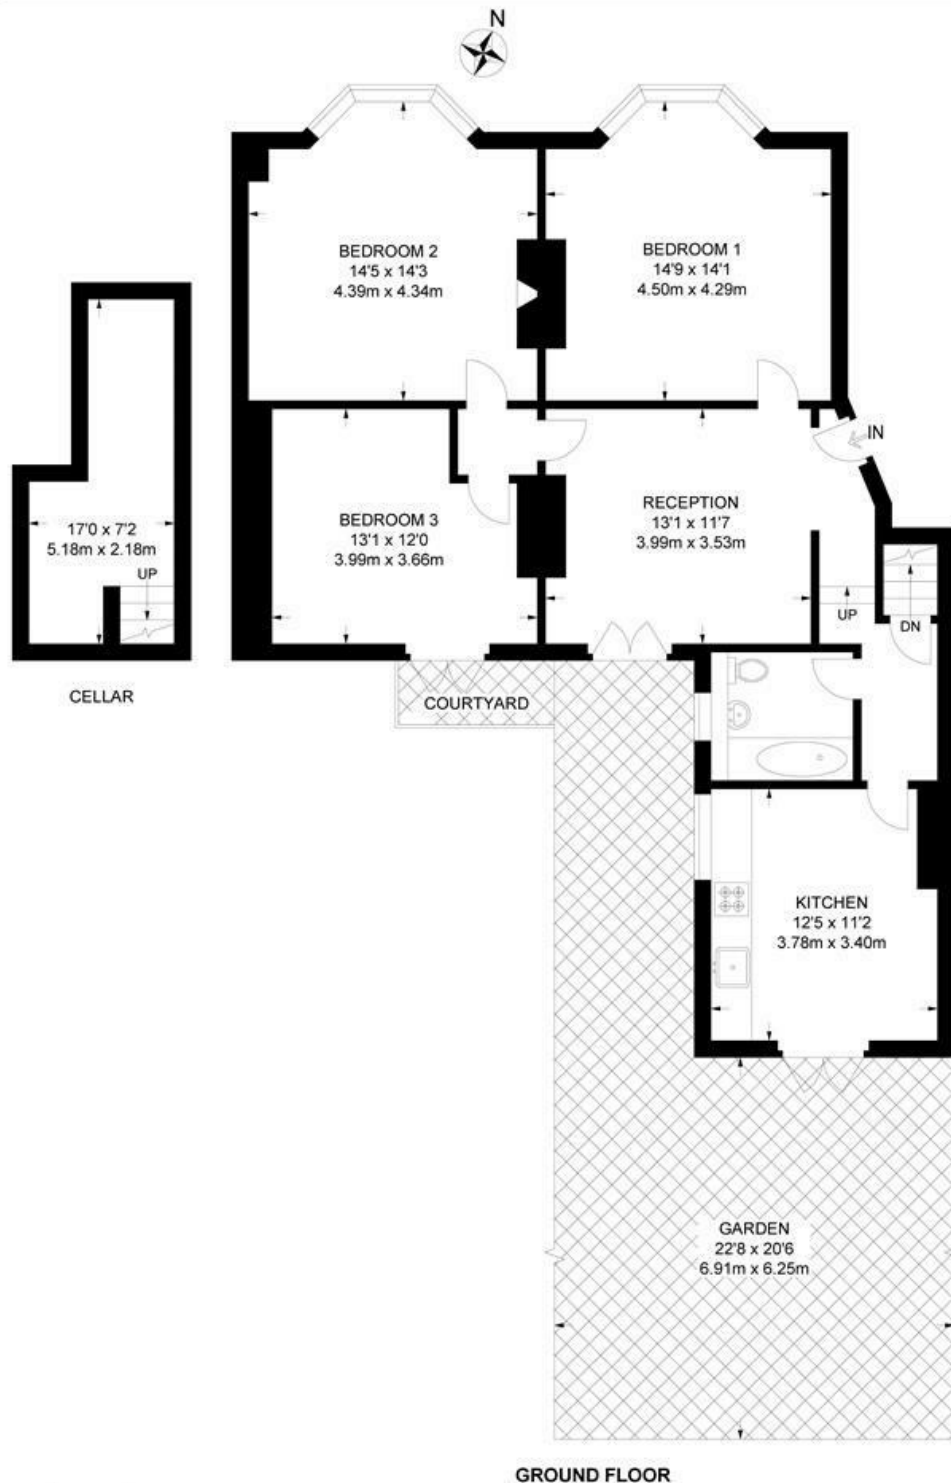 N
BEDROOM 2
14'5 x 14'3
4.39m x 4.34m
BEDROOM 1
14'9 x 14'1
4.50m x 4.29m
IN
17'0 x 7'2
5.18m x 2.18m
UP
CELLAR
BEDROOM 3
13'1 x 12'0
3.99m x 3.66m
RECEPTION
13'1 x 11'7
3.99m x 3.53m
UP
DN
COURTYARD
KITCHEN
12'5 x 11'2
3.78m x 3.40m
GARDEN
22'8 x 20'6
6.91m x 6.25m
GROUND FLOOR